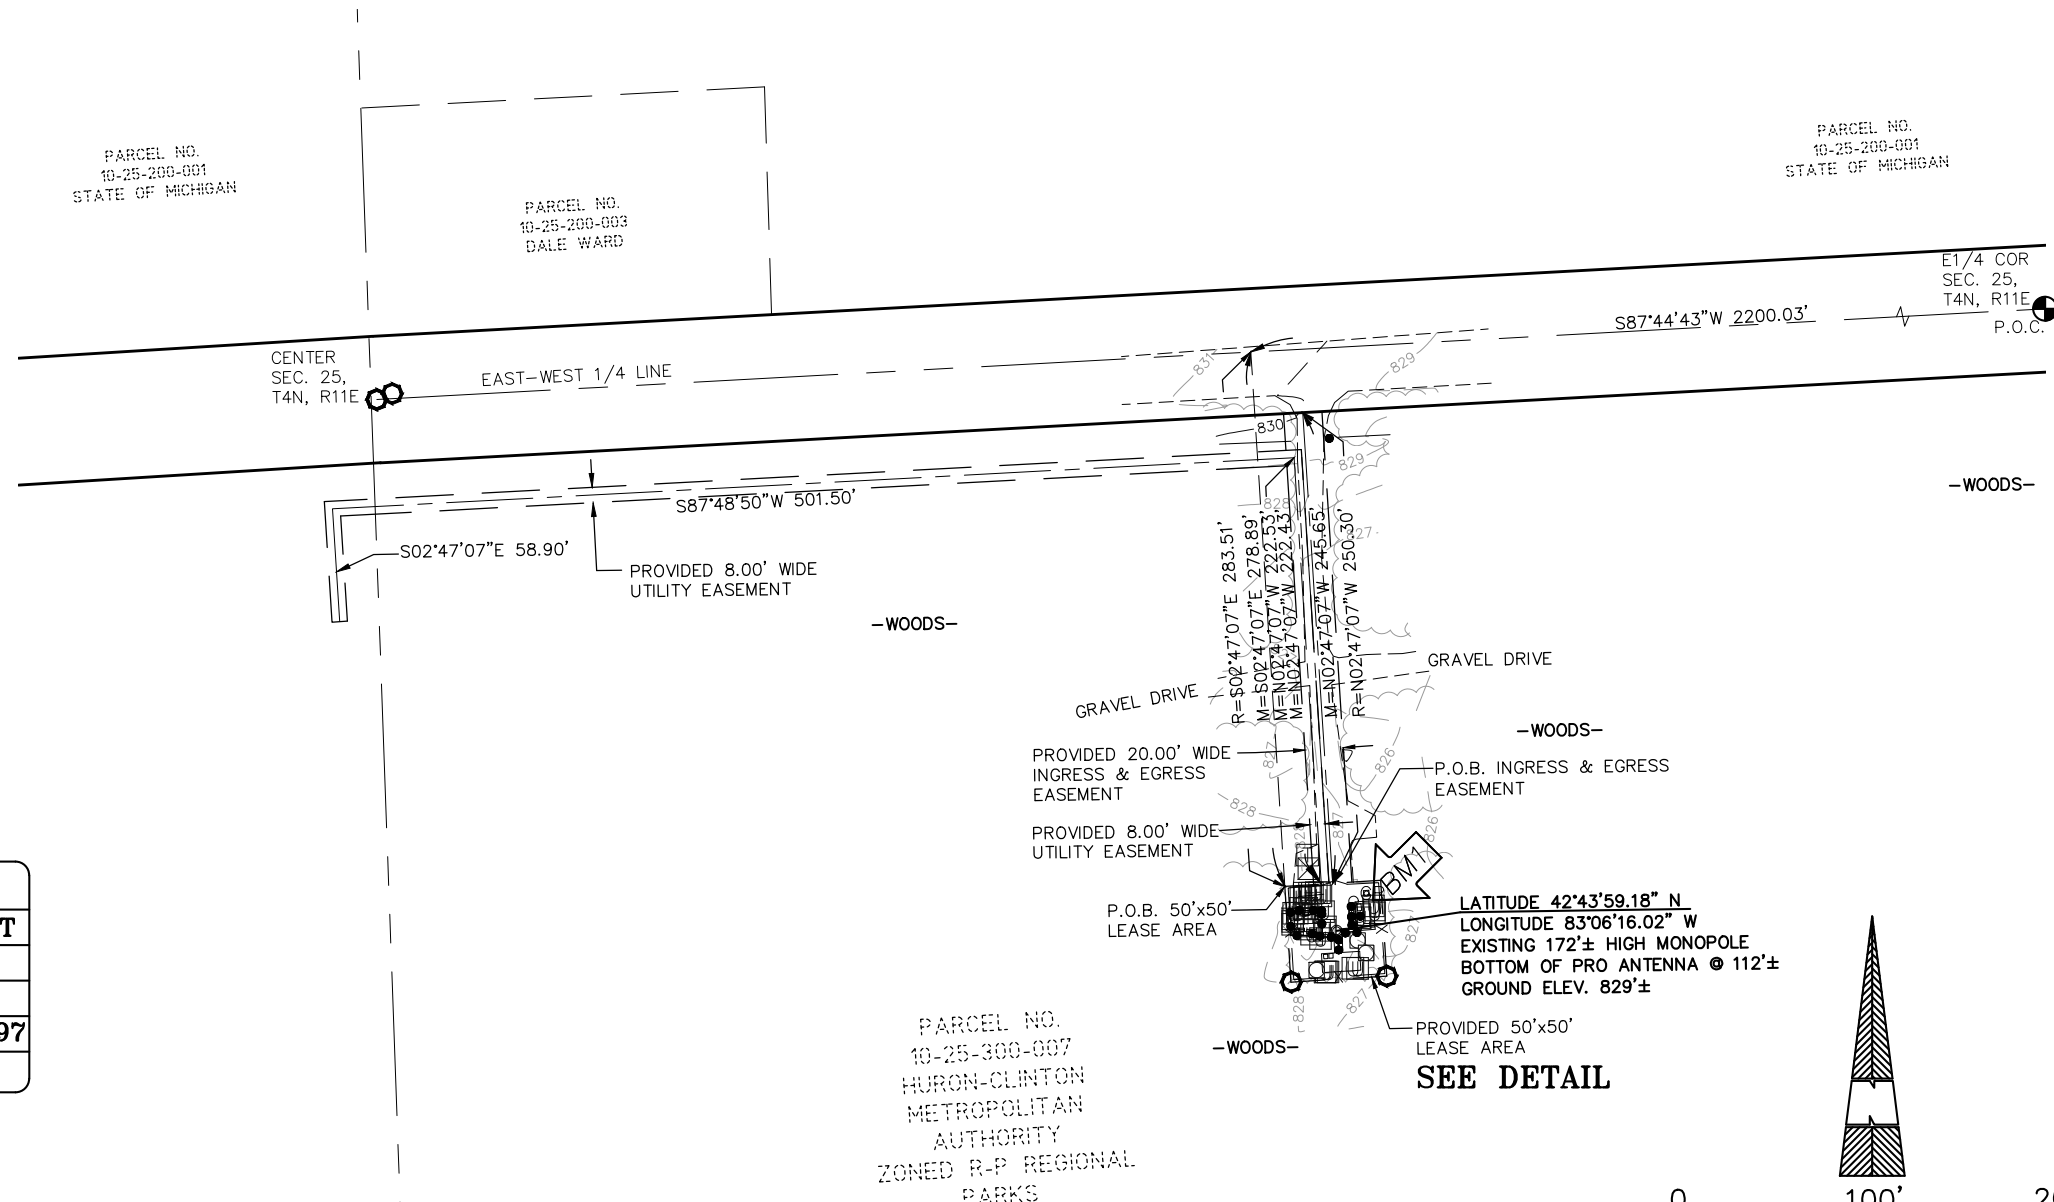 PARCEL NO.
10-25-200-001
STATE OF MICHIGAN
PARCEL NO.
10-25-200-003
DALE WARD
PARCEL NO.
10-25-200-001
STATE OF MICHIGAN
E1/4 COR
SEC. 25,
T4N, R11E
P.O.C.
S87°44'43"W 2200.03'
CENTER
SEC. 25,
T4N, R11E
EAST-WEST 1/4 LINE
831
829
830
829
828
827
S87°48'50"W 501.50'
S02°47'07"E 58.90'
PROVIDED 8.00' WIDE
UTILITY EASEMENT
-WOODS-
-WOODS-
R=S02°47'07"E 283.51'
M=S02°47'07"E 278.89'
M=N02°47'07"W 222.53'
M=N02°47'07"W 222.43'
M=N02°47'07"W 245.65'
R=N02°47'07"W 250.30'
GRAVEL DRIVE
GRAVEL DRIVE
-WOODS-
PROVIDED 20.00' WIDE
INGRESS & EGRESS
EASEMENT
827
826
P.O.B. INGRESS & EGRESS
EASEMENT
828
827
826
828
PROVIDED 8.00' WIDE
UTILITY EASEMENT
BM1
P.O.B. 50'x50'
LEASE AREA
LATITUDE 42°43'59.18" N
LONGITUDE 83°06'16.02" W
EXISTING 172'± HIGH MONOPOLE
BOTTOM OF PRO ANTENNA @ 112'±
GROUND ELEV. 829'±
827
828
827
PROVIDED 50'x50'
LEASE AREA
SEE DETAIL
-WOODS-
PARCEL NO.
10-25-300-007
HURON-CLINTON
METROPOLITAN
AUTHORITY
ZONED R-P REGIONAL
PARKS
T
97
0 100'